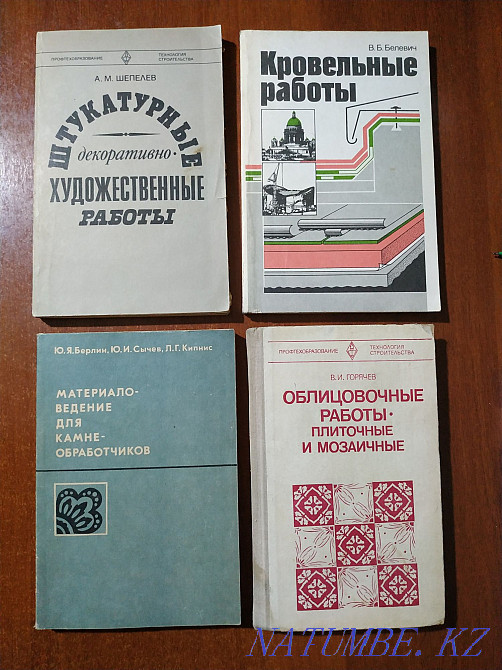 ПРОФТЕХОБРАЗОВАНИЕ
ТЕХНОЛОГИЯ
СТРОИТЕЛЬСТВА
А. М. ШЕПЕЛЕВ
ШТУКАТУРНЫЕ
декоративно-
ХУДОЖЕСТВЕННЫЕ
РАБОТЫ
В. Б. Белевич
Кровельные
работы
Ю.Я.Берлин, Ю.И.Сычев, Л.Г.Кипнис
МАТЕРИАЛО-
ВЕДЕНИЕ
ДЛЯ
КАМНЕ-
ОБРАБОТЧИКОВ
ПРОФТЕХОБРАЗОВАНИЕ
ТЕХНОЛОГИЯ
СТРОИТЕЛЬСТВА
В.И. ГОРЯЧЕВ
ОБЛИЦОВОЧНЫЕ
РАБОТЫ·
ПЛИТОЧНЫЕ
И МОЗАИЧНЫЕ
NATUMBE. KZ